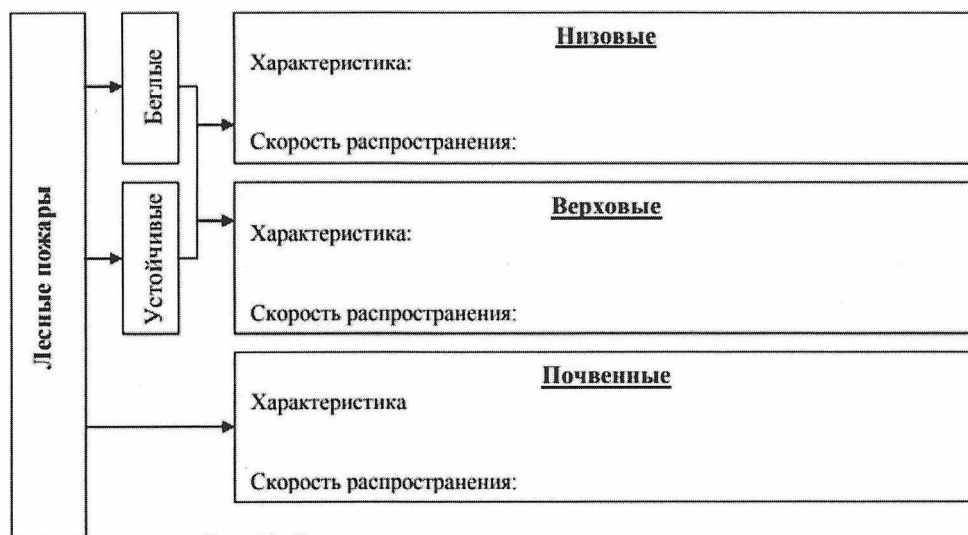 Лесные пожары
Беглые
Устойчивые
Низовые
Характеристика:
Скорость распространения:
Верховые
Характеристика:
Скорость распространения:
Почвенные
Характеристика
Скорость распространения: